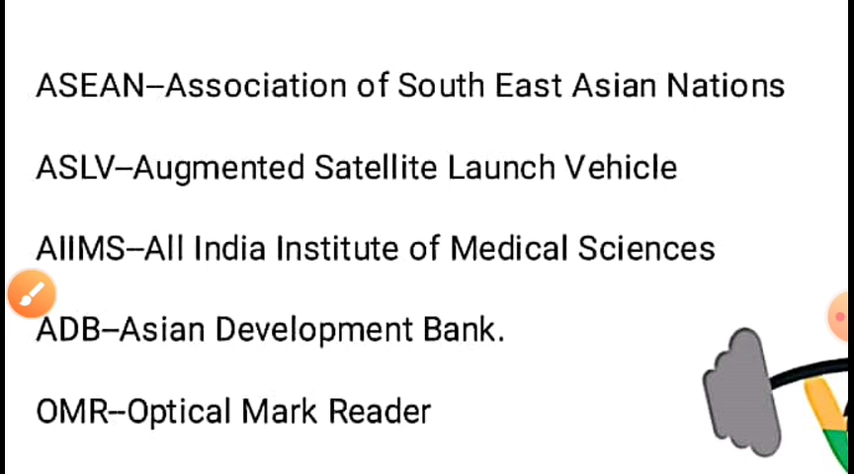 ASEAN–Association of South East Asian Nations
ASLV–Augmented Satellite Launch Vehicle
AIIMS–All India Institute of Medical Sciences
ADB–Asian Development Bank.
OMR–Optical Mark Reader